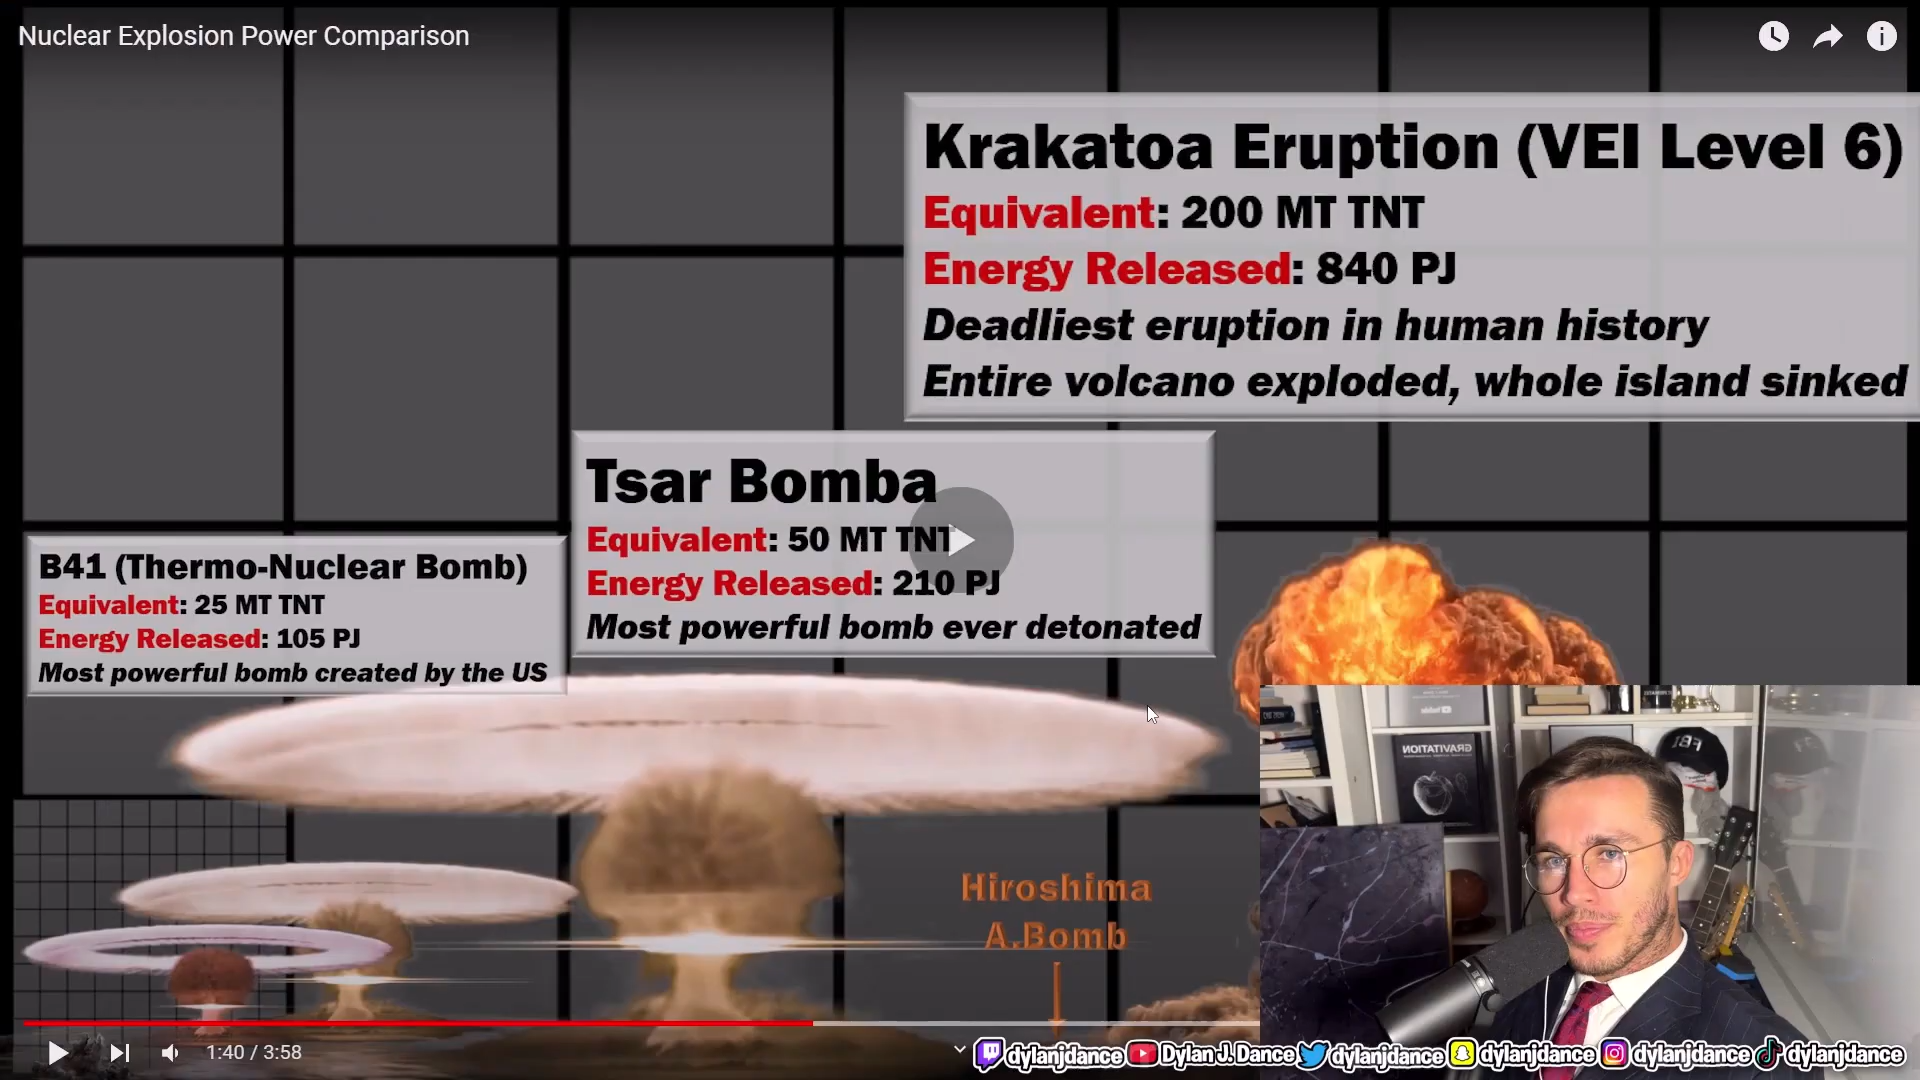 Nuclear Explosion Power Comparison
Krakatoa Eruption (VEI Level 6)
Equivalent: 200 MT TNT
Energy Released: 840 PJ
Deadliest eruption in human history
Entire volcano exploded, whole island sinked
Tsar Bomba
Equivalent: 50 MT TNT
Energy Released: 210 PJ
Most powerful bomb ever detonated
B41 (Thermo-Nuclear Bomb)
Equivalent: 25 MT TNT
Energy Released: 105 PJ
Most powerful bomb created by the US
Hiroshima
A.Bomb
GRAVITATION
FBI
1:40 / 3:58
dylanjdance Dylan J. Dance dylanjdance dylanjdance dylanjdance dylanjdance